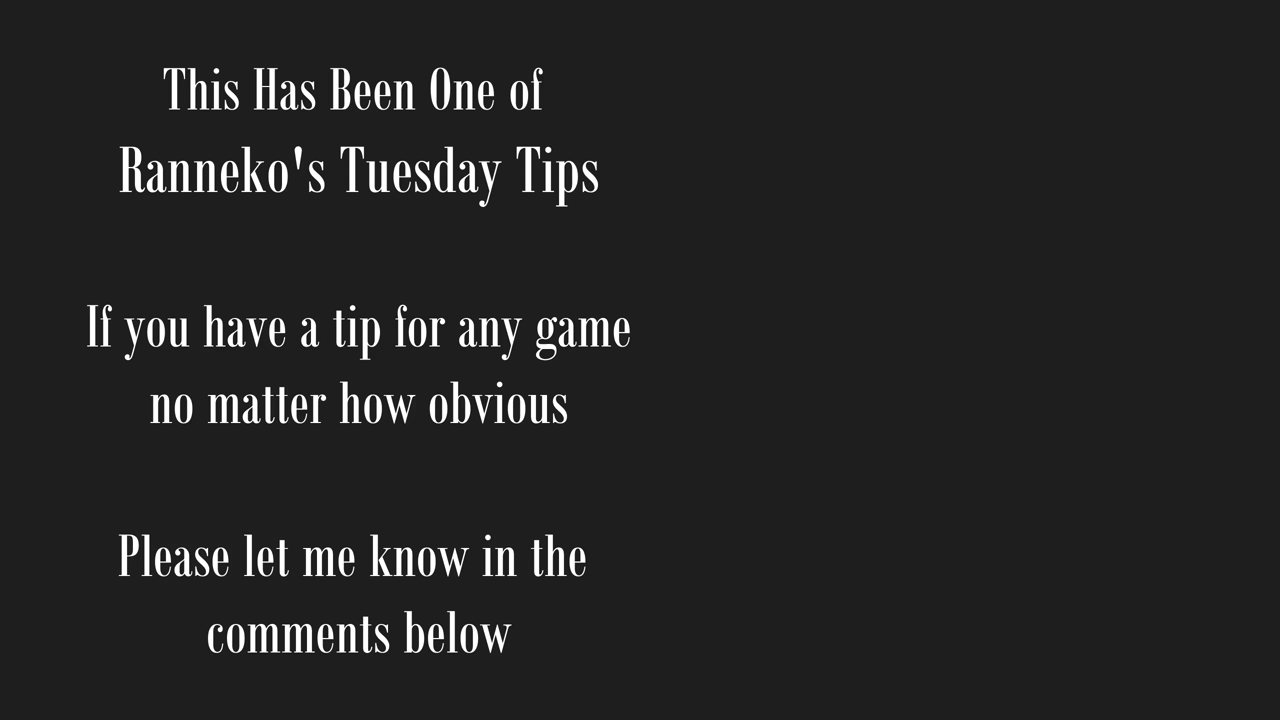 This Has Been One of
Ranneko's Tuesday Tips
If you have a tip for any game
no matter how obvious
Please let me know in the
comments below